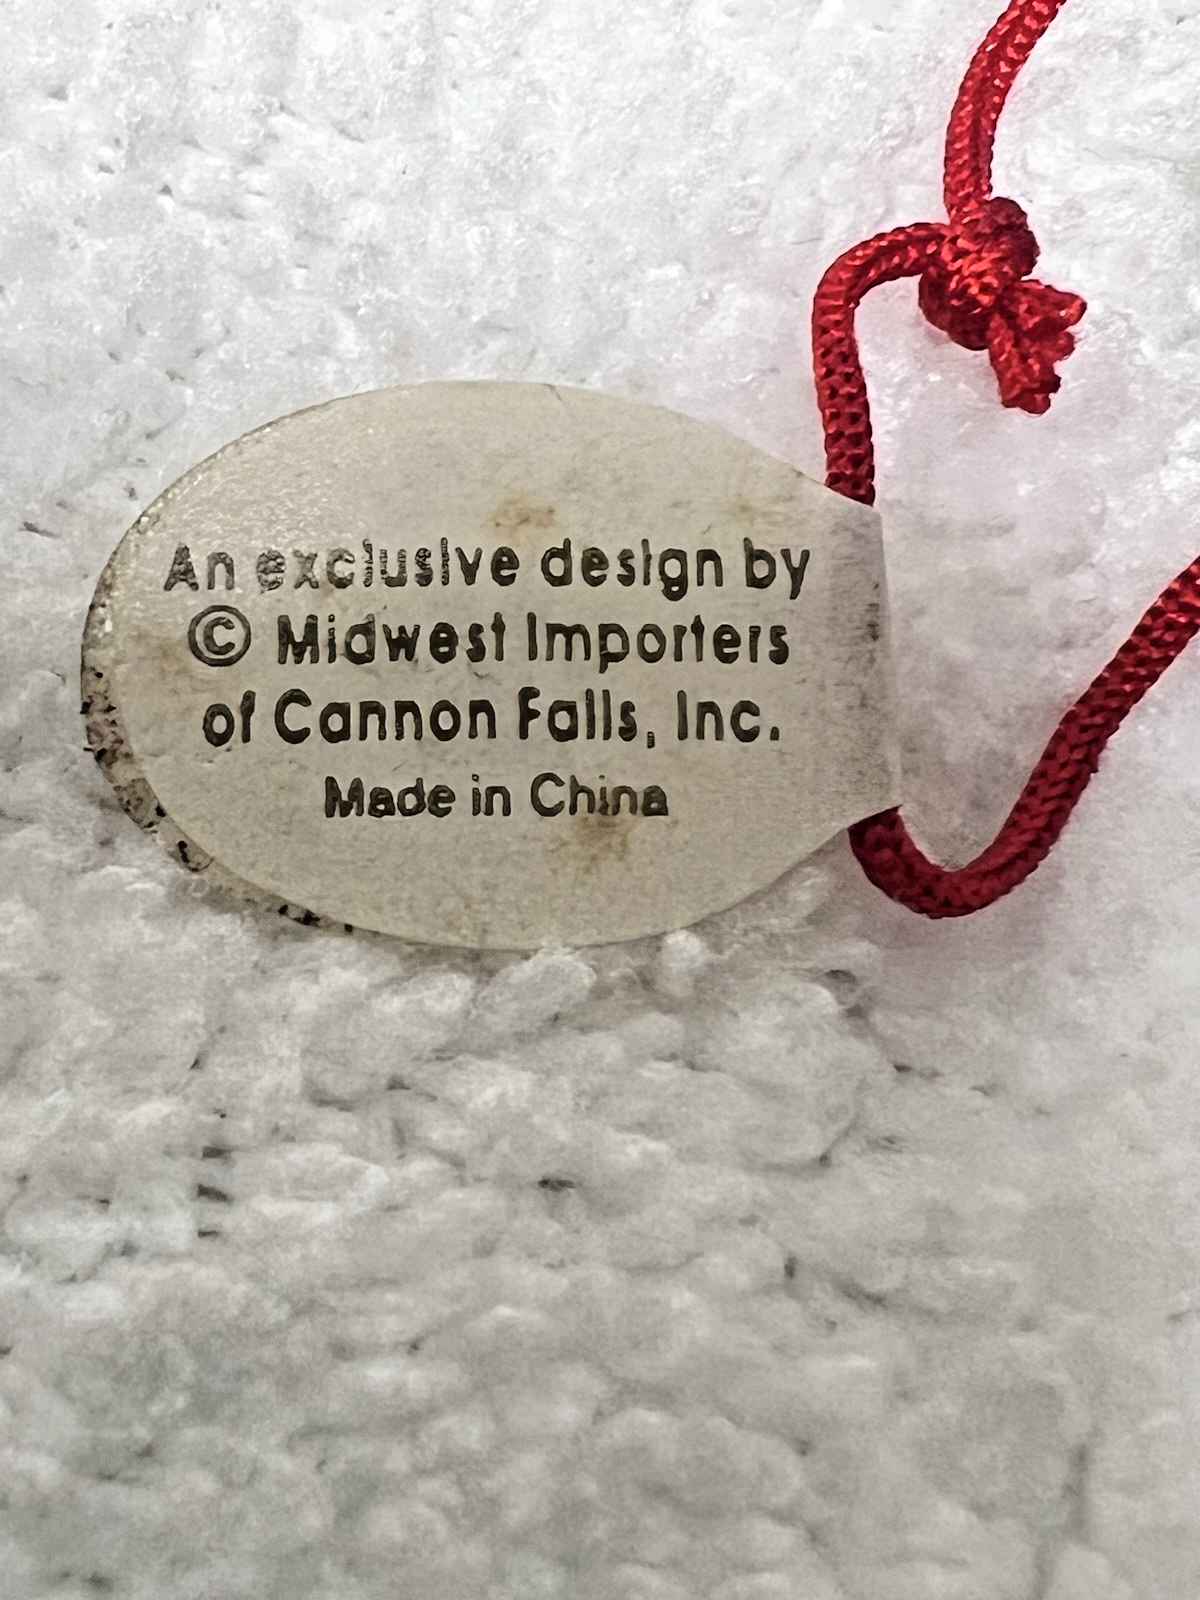 An exclusive design by
© Midwest Importers
of Cannon Falls, Inc.
Made in China